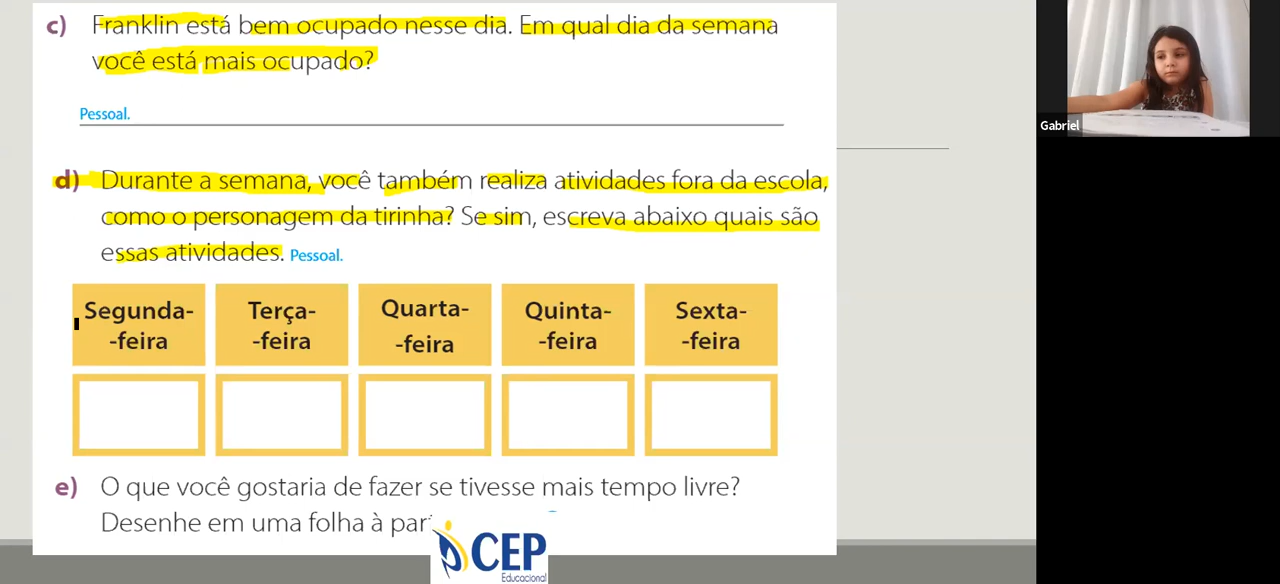 c) Franklin está bem ocupado nesse dia. Em qual dia da semana
você está mais ocupado?
Pessoal.
d) Durante a semana, você também realiza atividades fora da escola,
como o personagem da tirinha? Se sim, escreva abaixo quais são
essas atividades. Pessoal.
Segunda-
-feira
Terça-
-feira
Quarta-
-feira
Quinta-
-feira
Sexta-
-feira
e) O que você gostaria de fazer se tivesse mais tempo livre?
Desenhe em uma folha à par
CEP
Educacional
Gabriel